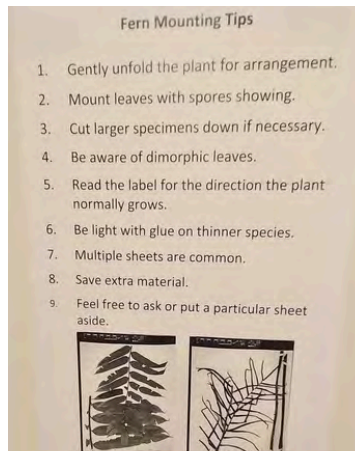 Fern Mounting Tips
1. Gently unfold the plant for arrangement.
2. Mount leaves with spores showing.
3. Cut larger specimens down if necessary.
4. Be aware of dimorphic leaves.
5. Read the label for the direction the plant
normally grows.
6. Be light with glue on thinner species.
7. Multiple sheets are common.
8. Save extra material.
9. Feel free to ask or put a particular sheet
aside.